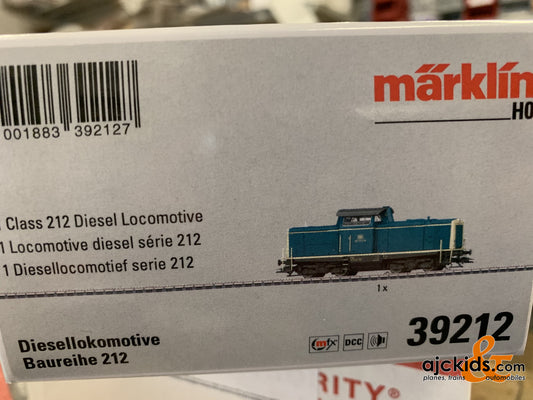 märklin
H0
001883 392127
Class 212 Diesel Locomotive
1 Locomotive diesel série 212
1 Diesellocomotief serie 212
1 x
Diesellokomotive
Baureihe 212
mfx
DCC
39212
ajckids.com
planes, trains & automobiles
RITY®